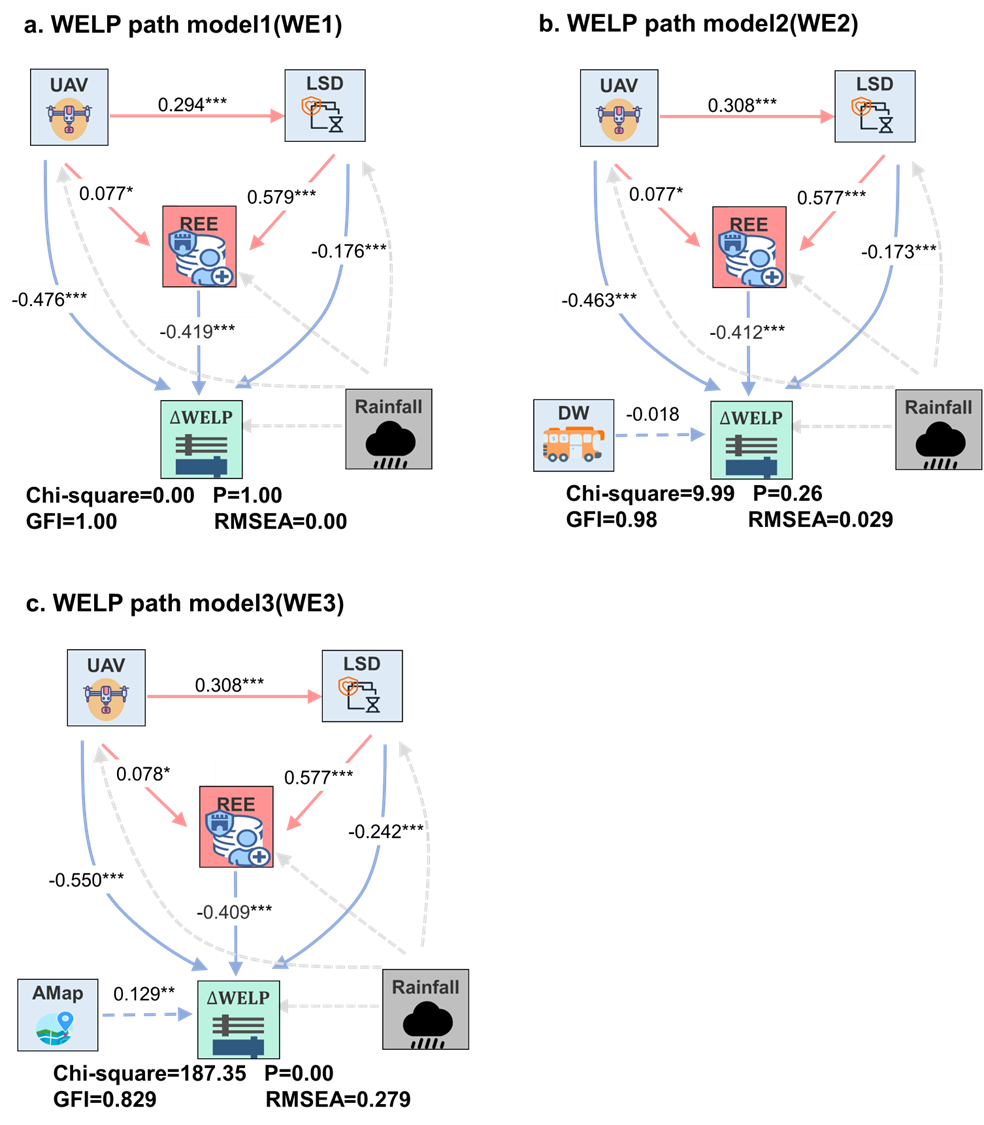 a. WELP path model1(WE1)
UAV
LSD
0.294***
0.077*
0.579***
REE
-0.176***
-0.476***
-0.419***
ΔWELP
Rainfall
Chi-square=0.00 P=1.00
GFI=1.00 RMSEA=0.00
b. WELP path model2(WE2)
UAV
LSD
0.308***
0.077*
0.577***
REE
-0.173***
-0.463***
-0.412***
DW
-0.018
ΔWELP
Rainfall
Chi-square=9.99 P=0.26
GFI=0.98 RMSEA=0.029
c. WELP path model3(WE3)
UAV
LSD
0.308***
0.078*
0.577***
REE
-0.242***
-0.550***
-0.409***
AMap
0.129**
ΔWELP
Rainfall
Chi-square=187.35 P=0.00
GFI=0.829 RMSEA=0.279